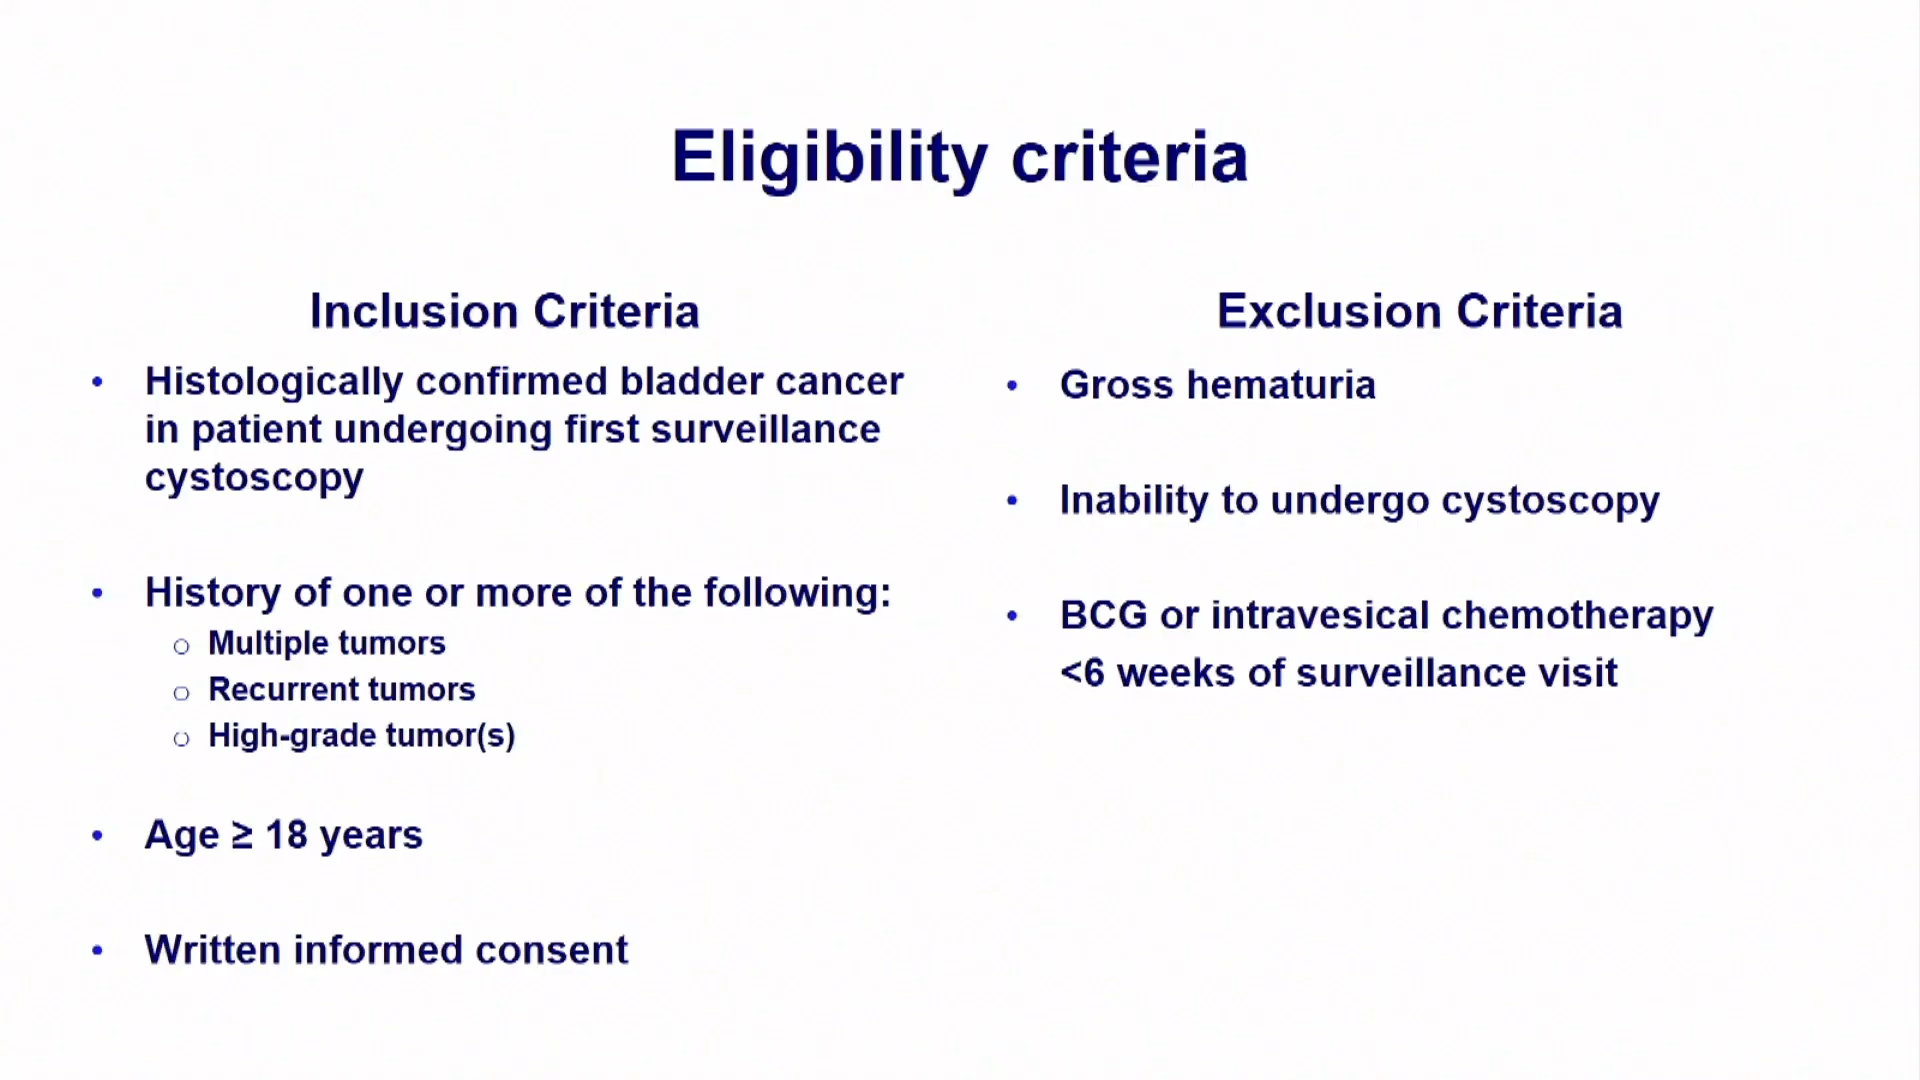 Eligibility criteria
Inclusion Criteria
• Histologically confirmed bladder cancer
in patient undergoing first surveillance
cystoscopy
• History of one or more of the following:
○ Multiple tumors
○ Recurrent tumors
○ High-grade tumor(s)
• Age ≥ 18 years
• Written informed consent
Exclusion Criteria
• Gross hematuria
• Inability to undergo cystoscopy
• BCG or intravesical chemotherapy
<6 weeks of surveillance visit